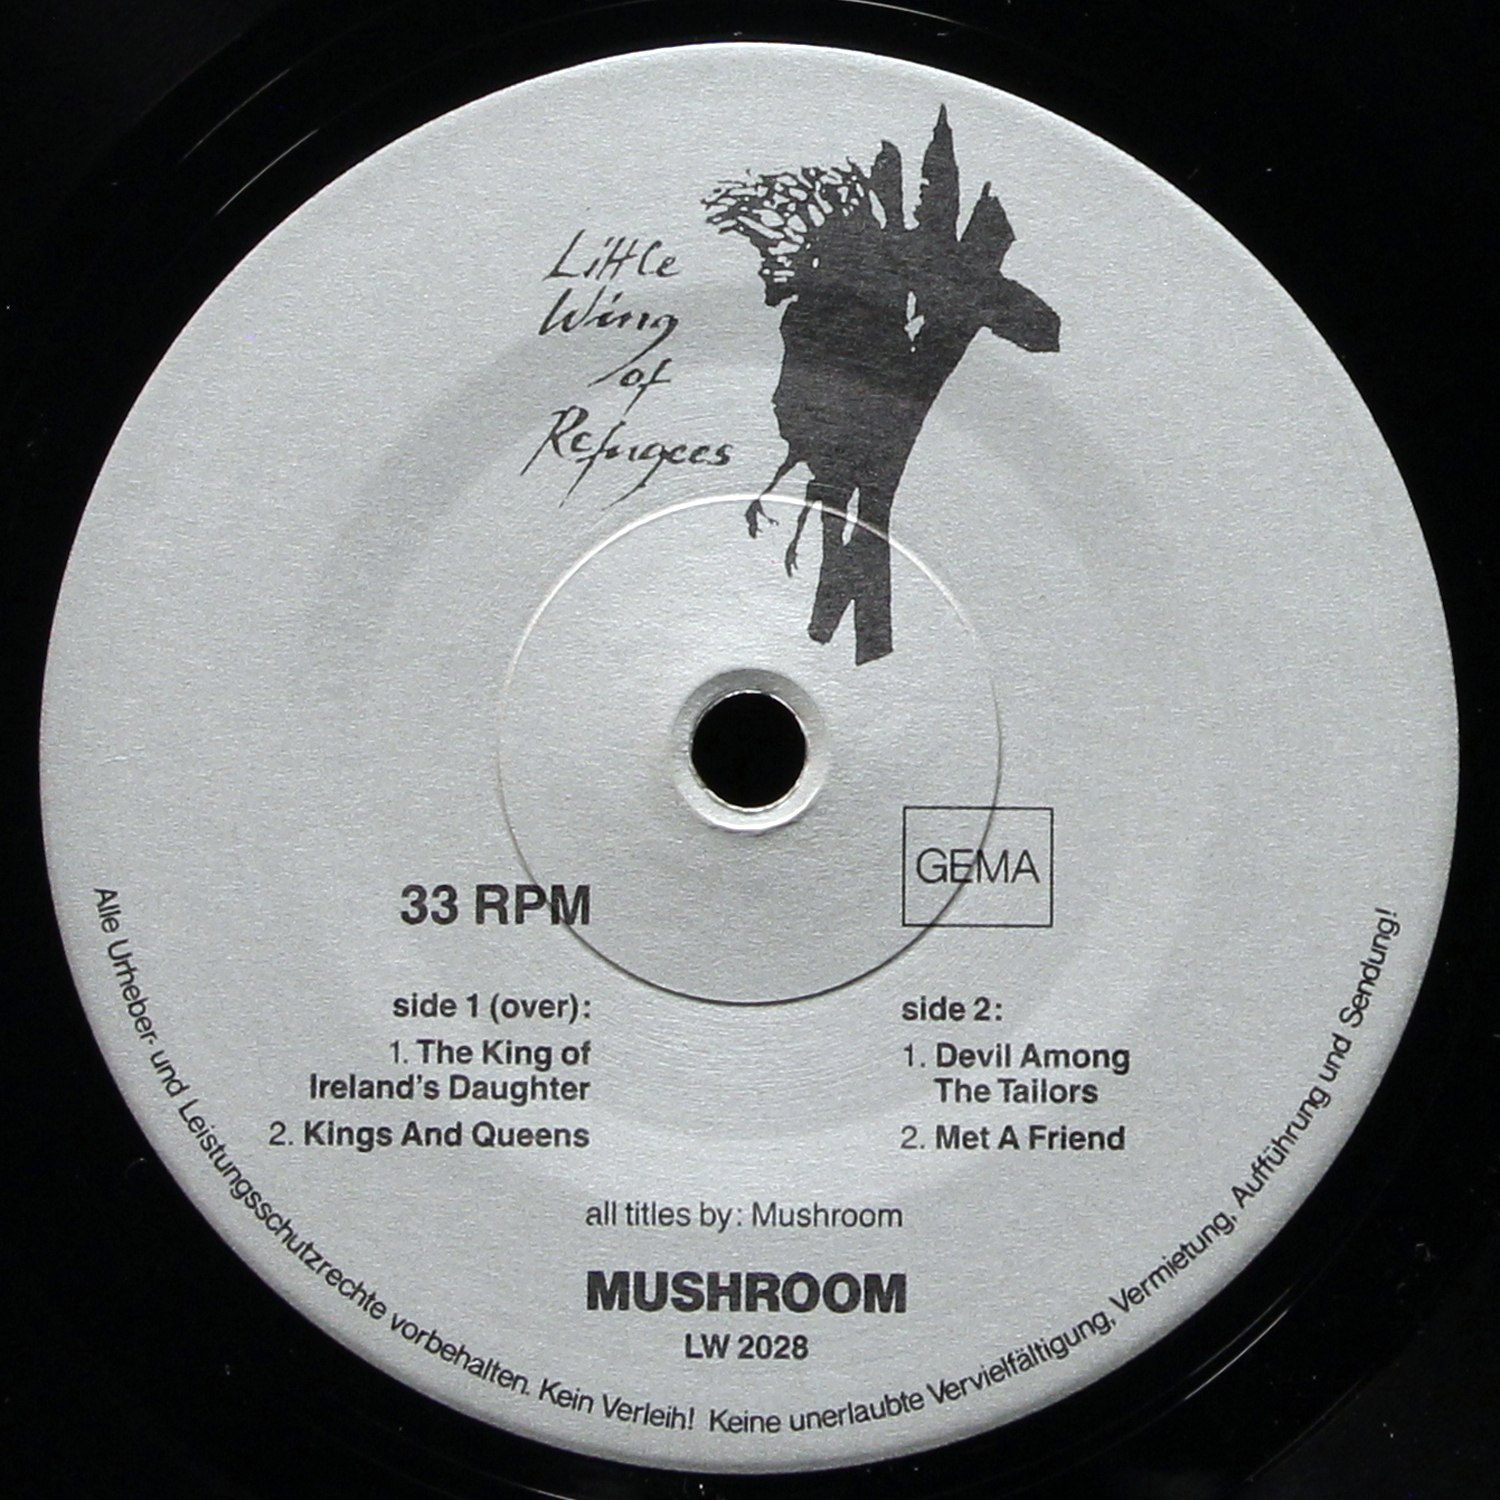 Little
Wing
of
Refugees
GEMA
33 RPM
side 1 (over):
1. The King of
Ireland's Daughter
2. Kings And Queens
side 2:
1. Devil Among
The Tailors
2. Met A Friend
all titles by: Mushroom
MUSHROOM
LW 2028
Alle Urheber- und Leistungsschutzrechte vorbehalten. Kein Verleih! Keine unerlaubte Vervielfältigung, Vermietung, Aufführung und Sendung!